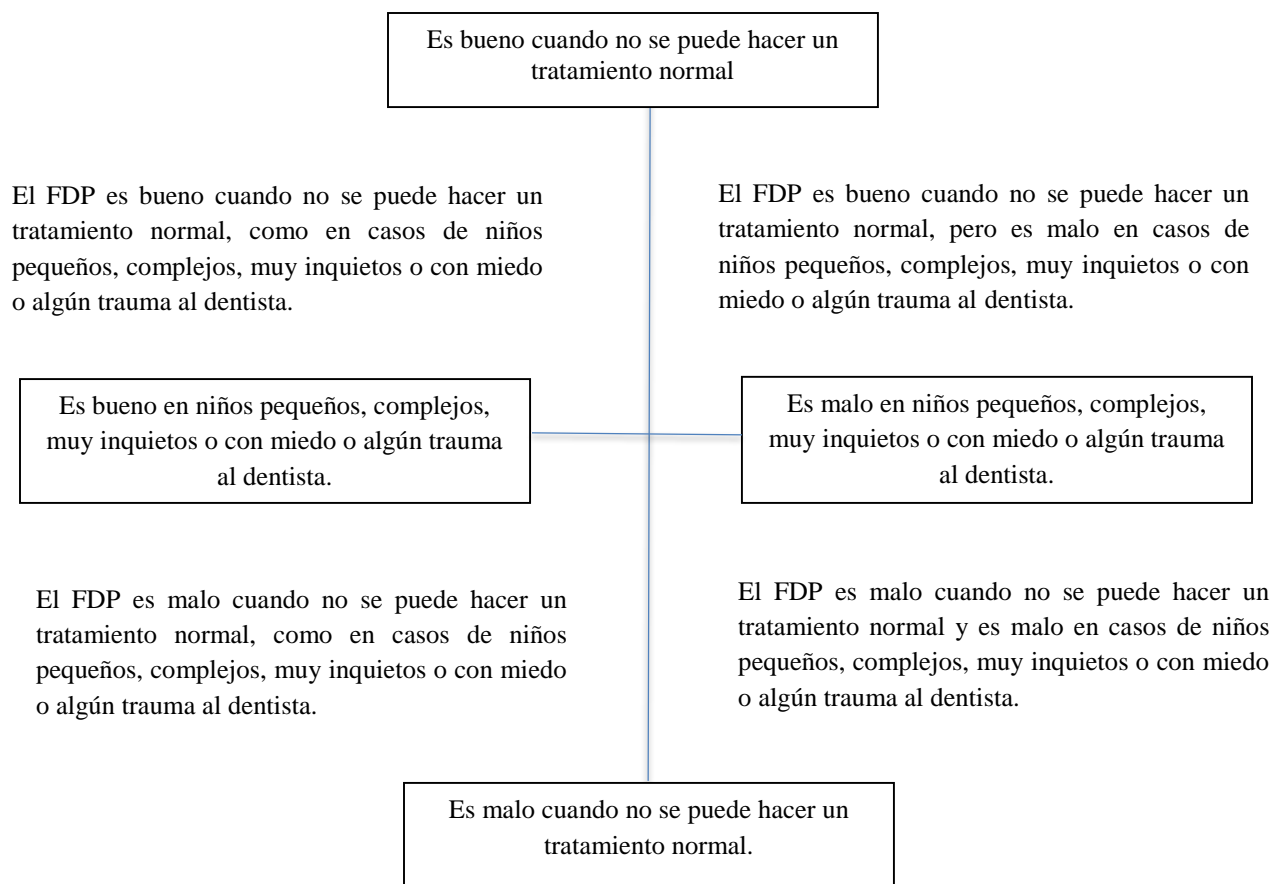 Es bueno cuando no se puede hacer un
tratamiento normal
El FDP es bueno cuando no se puede hacer un
tratamiento normal, como en casos de niños
pequeños, complejos, muy inquietos o con miedo
o algún trauma al dentista.
El FDP es bueno cuando no se puede hacer un
tratamiento normal, pero es malo en casos de
niños pequeños, complejos, muy inquietos o con
miedo o algún trauma al dentista.
Es bueno en niños pequeños, complejos,
muy inquietos o con miedo o algún trauma
al dentista.
Es malo en niños pequeños, complejos,
muy inquietos o con miedo o algún trauma
al dentista.
El FDP es malo cuando no se puede hacer un
tratamiento normal, como en casos de niños
pequeños, complejos, muy inquietos o con miedo
o algún trauma al dentista.
El FDP es malo cuando no se puede hacer un
tratamiento normal y es malo en casos de niños
pequeños, complejos, muy inquietos o con miedo
o algún trauma al dentista.
Es malo cuando no se puede hacer un
tratamiento normal.